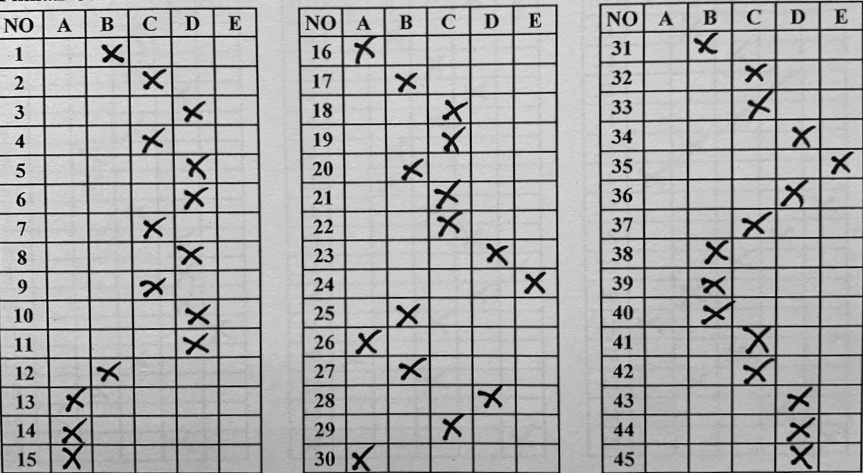 NO A B C D E
1 X
2 X
3 X
4 X
5 X
6 X
7 X
8 X
9 X
10 X
11 X
12 X
13 X
14 X
15 X
NO A B C D E
16 X
17 X
18 X
19 X
20 X
21 X
22 X
23 X
24 X
25 X
26 X
27 X
28 X
29 X
30 X
NO A B C D E
31 X
32 X
33 X
34 X
35 X
36 X
37 X
38 X
39 X
40 X
41 X
42 X
43 X
44 X
45 X